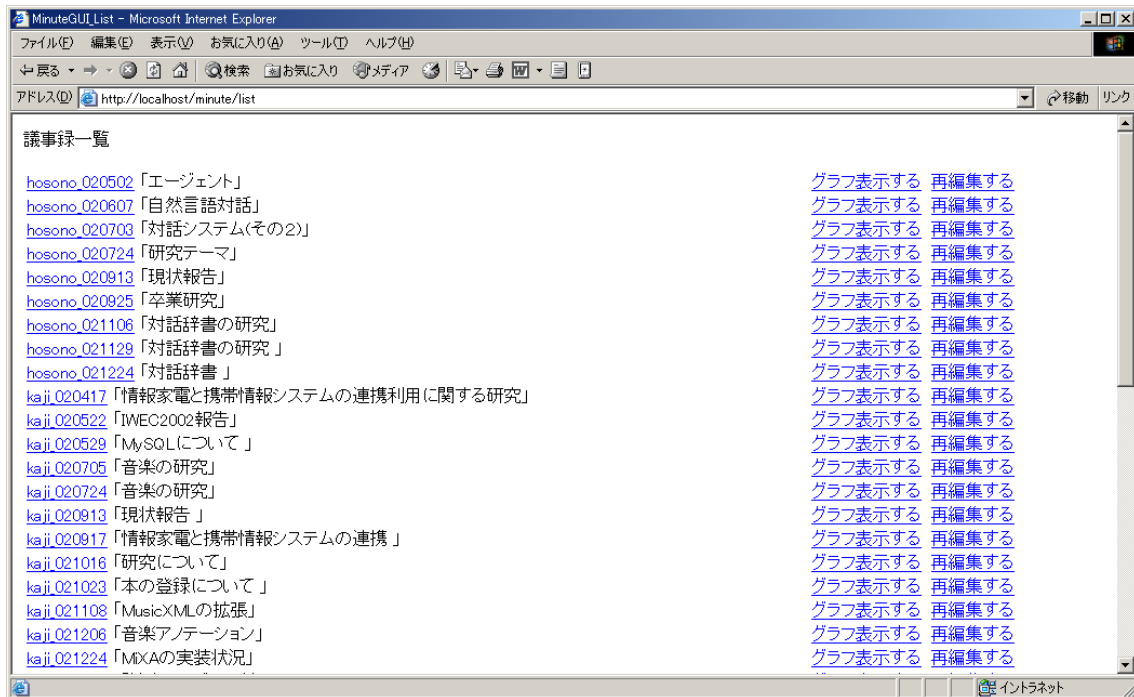 MinuteGUI_List - Microsoft Internet Explorer
ファイル(F) 編集(E) 表示(V) お気に入り(A) ツール(T) ヘルプ(H)
戻る 検索 お気に入り メディア
アドレス(D) http://localhost/minute/list 移動 リンク
議事録一覧
hosono_020502「エージェント」 グラフ表示する 再編集する
hosono_020607「自然言語対話」 グラフ表示する 再編集する
hosono_020703「対話システム(その2)」 グラフ表示する 再編集する
hosono_020724「研究テーマ」 グラフ表示する 再編集する
hosono_020913「現状報告」 グラフ表示する 再編集する
hosono_020925「卒業研究」 グラフ表示する 再編集する
hosono_021106「対話辞書の研究」 グラフ表示する 再編集する
hosono_021129「対話辞書の研究 」 グラフ表示する 再編集する
hosono_021224「対話辞書 」 グラフ表示する 再編集する
kaji_020417「情報家電と携帯情報システムの連携利用に関する研究」 グラフ表示する 再編集する
kaji_020522「IWEC2002報告」 グラフ表示する 再編集する
kaji_020529「MySQLについて 」 グラフ表示する 再編集する
kaji_020705「音楽の研究」 グラフ表示する 再編集する
kaji_020724「音楽の研究」 グラフ表示する 再編集する
kaji_020913「現状報告 」 グラフ表示する 再編集する
kaji_020917「情報家電と携帯情報システムの連携 」 グラフ表示する 再編集する
kaji_021016「研究について」 グラフ表示する 再編集する
kaji_021023「本の登録について 」 グラフ表示する 再編集する
kaji_021108「MusicXMLの拡張」 グラフ表示する 再編集する
kaji_021206「音楽アノテーション」 グラフ表示する 再編集する
kaji_021224「MiXAの実装状況」 グラフ表示する 再編集する
イントラネット